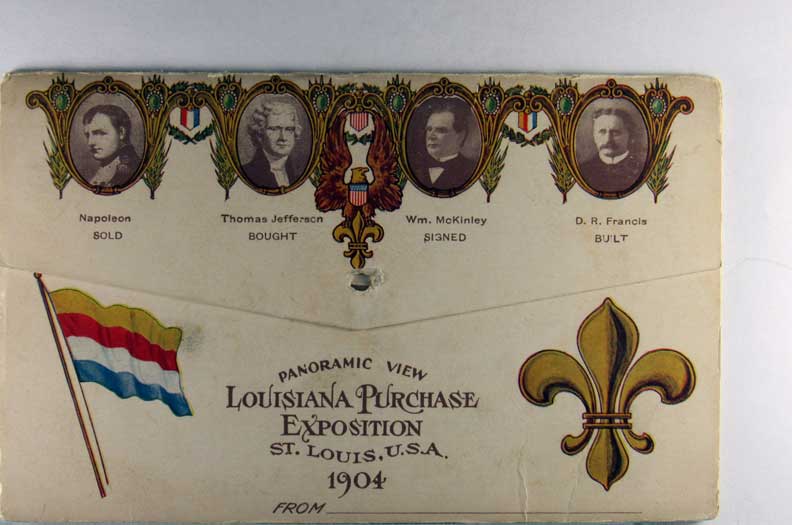 Napoleon Thomas Jefferson Wm. McKinley D. R. Francis
SOLD BOUGHT SIGNED BUILT
PANORAMIC VIEW
LOUISIANA PURCHASE
EXPOSITION
ST. LOUIS, U.S.A.
1904
FROM